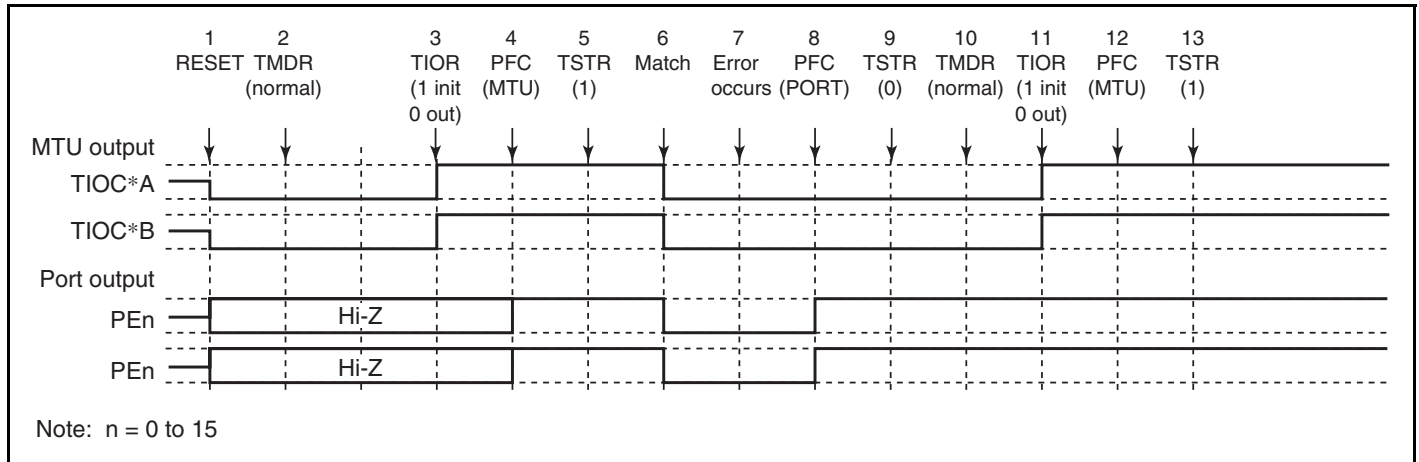 1 2 3 4 5 6 7 8 9 10 11 12 13
RESET TMDR TIOR PFC TSTR Match Error PFC TSTR TMDR TIOR PFC TSTR
(normal) (1 init (MTU) (1) occurs (PORT) (0) (normal) (1 init (MTU) (1)
0 out) 0 out)
MTU output
TIOC*A
TIOC*B
Port output
PEn Hi-Z
PEn Hi-Z
Note: n = 0 to 15